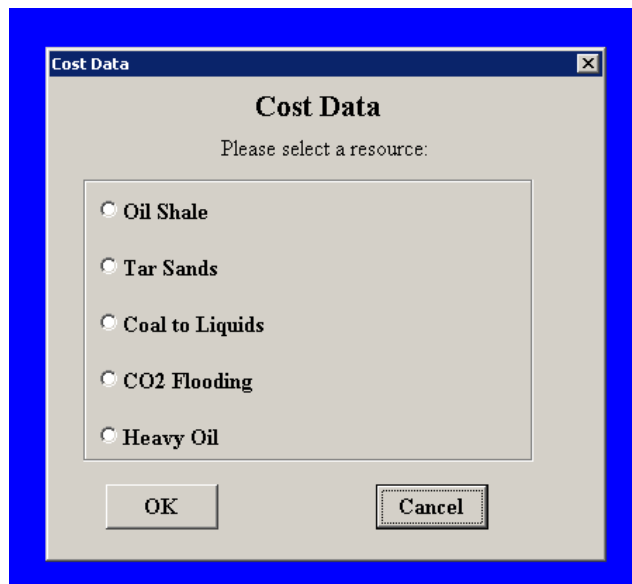 Cost Data
Cost Data
Please select a resource:
Oil Shale
Tar Sands
Coal to Liquids
CO2 Flooding
Heavy Oil
OK
Cancel